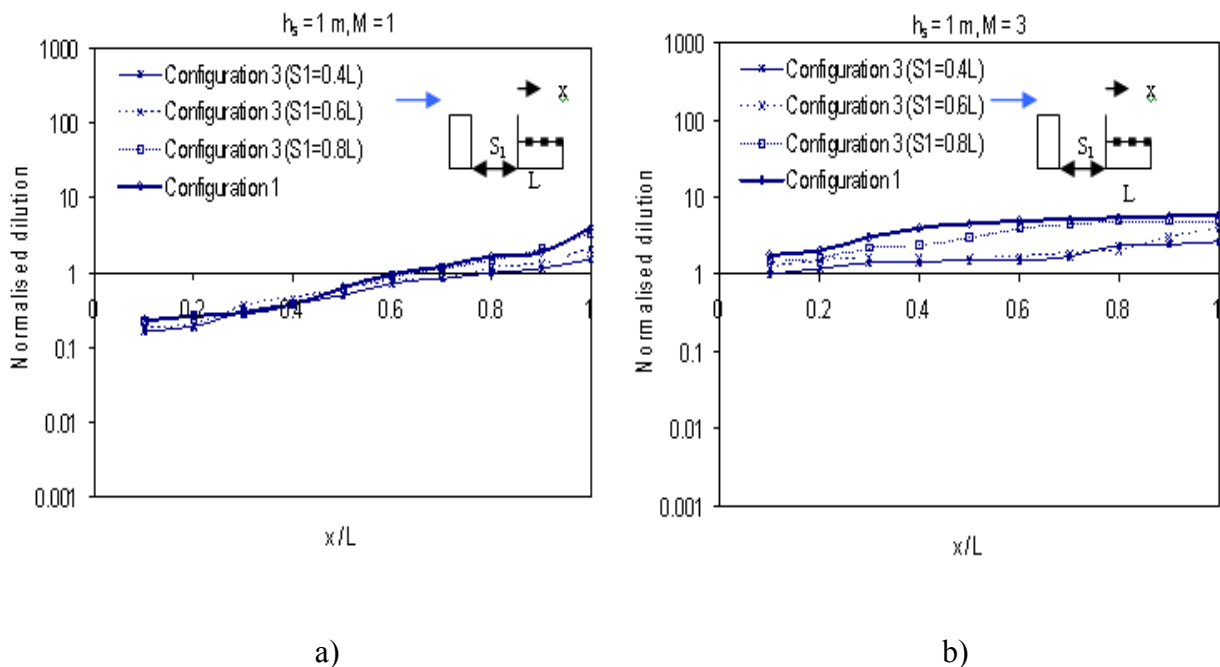 hs = 1 m, M = 1
1000
100
10
1
0.1
0.01
0.001
Normalised dilution
Configuration 3 (S1=0.4L)
Configuration 3 (S1=0.6L)
Configuration 3 (S1=0.8L)
Configuration 1
x
S1
L
0
0.2
0.4
0.6
0.8
1
x/L
a)
hs = 1 m, M = 3
1000
100
10
1
0.1
0.01
0.001
Normalised dilution
Configuration 3 (S1=0.4L)
Configuration 3 (S1=0.6L)
Configuration 3 (S1=0.8L)
Configuration 1
x
S1
L
0
0.2
0.4
0.6
0.8
1
x/L
b)